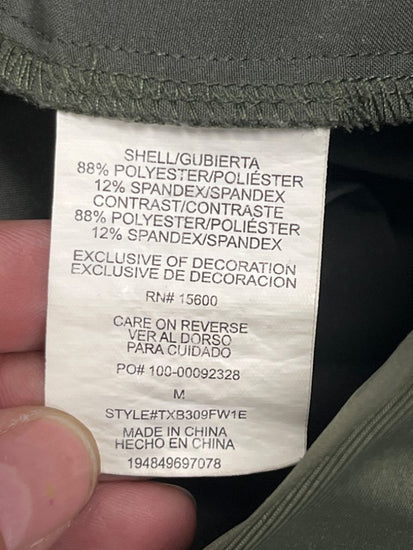 SHELL/GUBIERTA
88% POLYESTER/POLIÉSTER
12% SPANDEX/SPANDEX
CONTRAST/CONTRASTE
88% POLYESTER/POLIÉSTER
12% SPANDEX/SPANDEX
EXCLUSIVE OF DECORATION
EXCLUSIVE DE DECORACION
RN# 15600
CARE ON REVERSE
VER AL DORSO
PARA CUIDADO
PO# 100-00092328
M
STYLE#TXB309FW1E
MADE IN CHINA
HECHO EN CHINA
194849697078